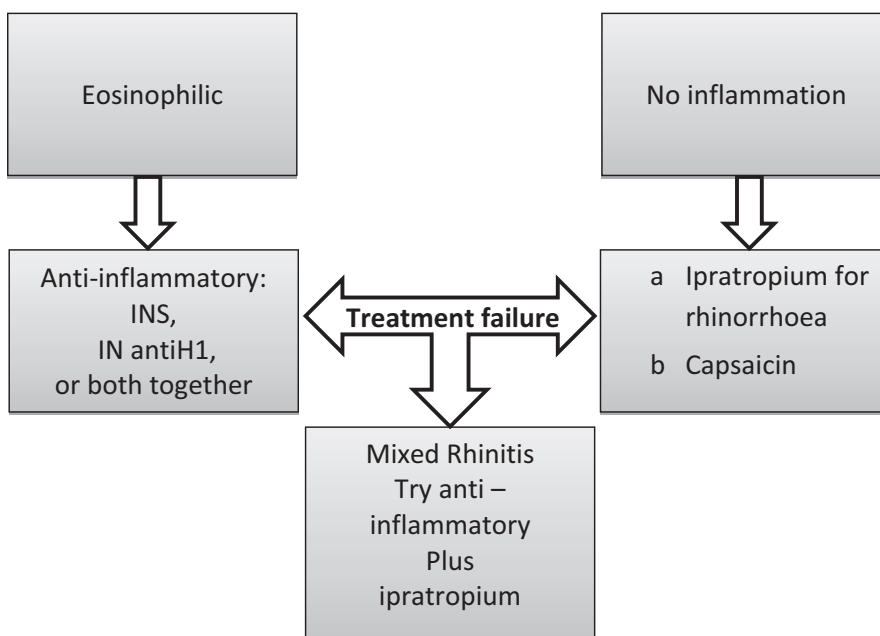 Eosinophilic
No inflammation
Anti-inflammatory:
INS,
IN antiH1,
or both together
Treatment failure
a Ipratropium for
rhinorrhoea
b Capsaicin
Mixed Rhinitis
Try anti –
inflammatory
Plus
ipratropium